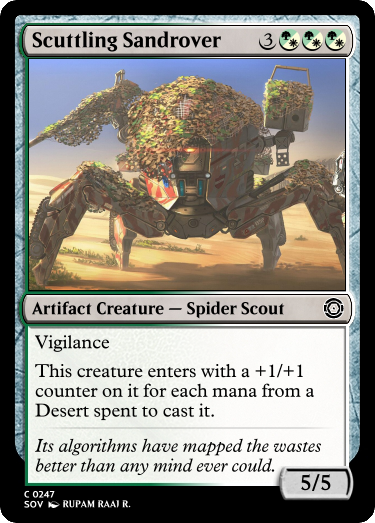 Scuttling Sandrover 3
Artifact Creature — Spider Scout
Vigilance
This creature enters with a +1/+1
counter on it for each mana from a
Desert spent to cast it.
Its algorithms have mapped the wastes
better than any mind ever could.
5/5
C 0247
SOV RUPAM RAAJ R.